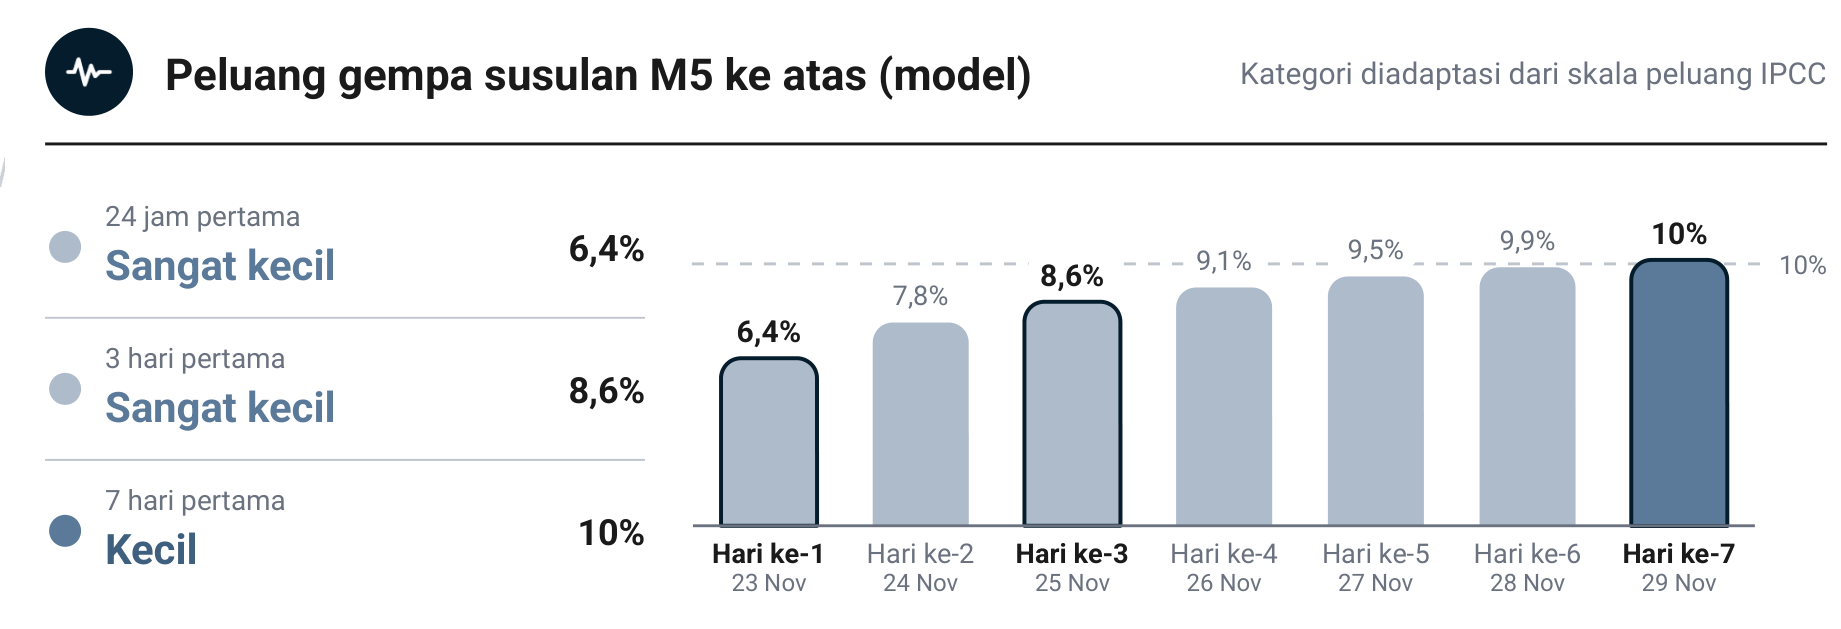 Peluang gempa susulan M5 ke atas (model)
Kategori diadaptasi dari skala peluang IPCC
24 jam pertama
Sangat kecil
6,4%
3 hari pertama
Sangat kecil
8,6%
7 hari pertama
Kecil
10%
6,4%
7,8%
8,6%
9,1%
9,5%
9,9%
10%
10%
Hari ke-1
23 Nov
Hari ke-2
24 Nov
Hari ke-3
25 Nov
Hari ke-4
26 Nov
Hari ke-5
27 Nov
Hari ke-6
28 Nov
Hari ke-7
29 Nov